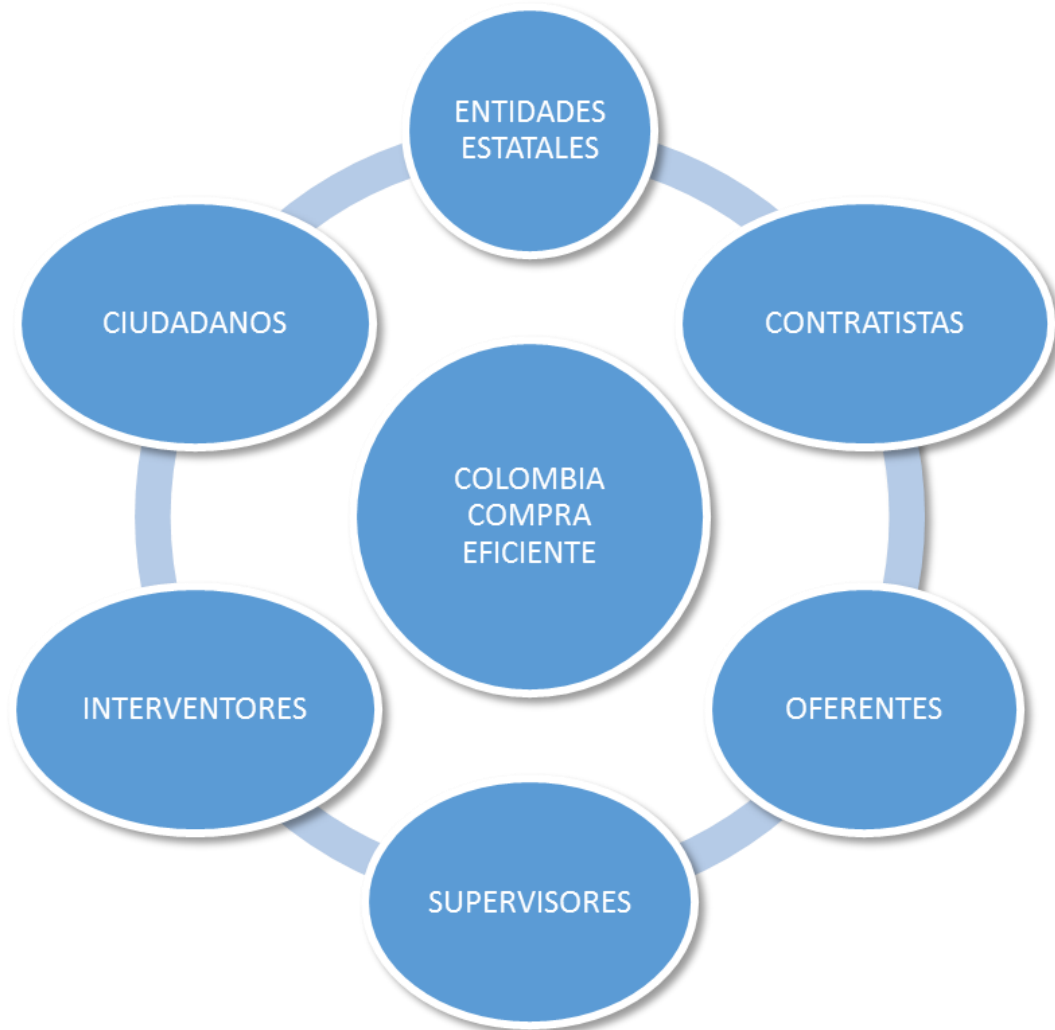 ENTIDADES
ESTATALES
CIUDADANOS
CONTRATISTAS
COLOMBIA
COMPRA
EFICIENTE
INTERVENTORES
OFERENTES
SUPERVISORES